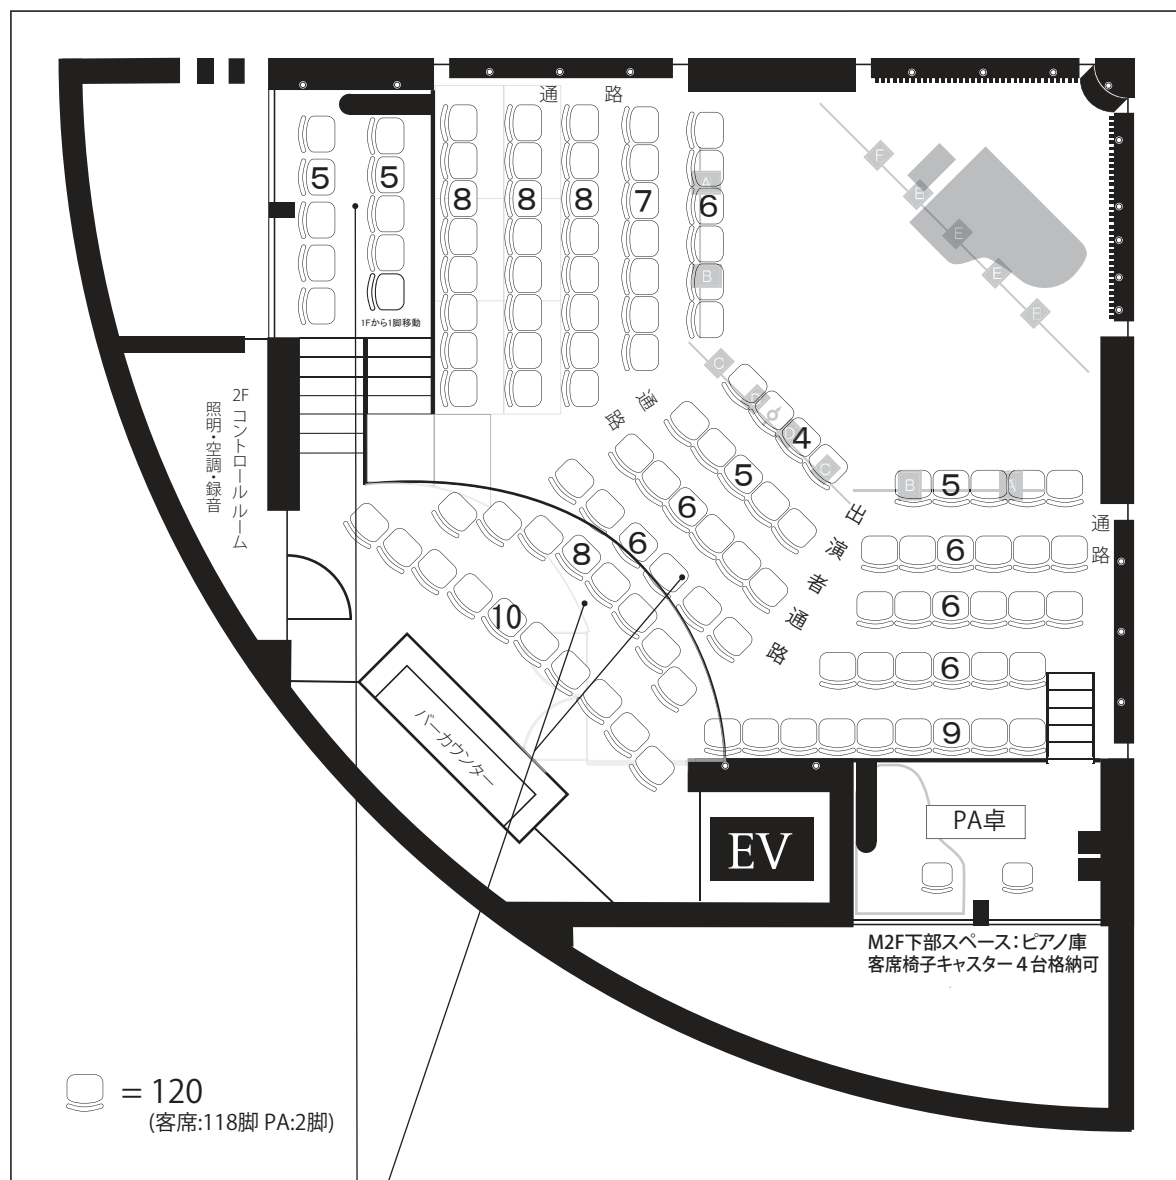 通 路
5
5
8
8
8
7
6
A
B
F
E
E
E
F
1Fから1脚移動
C
D
D
C
4
通路
5
6
6
8
10
2F コントロールルーム
照明・空調・録音
出演者通路
B
A
5
6
6
6
9
通路
バーカウンター
EV
PA卓
M2F下部スペース：ピアノ庫
客席椅子キャスター４台格納可
= 120
(客席:118脚 PA:2脚)